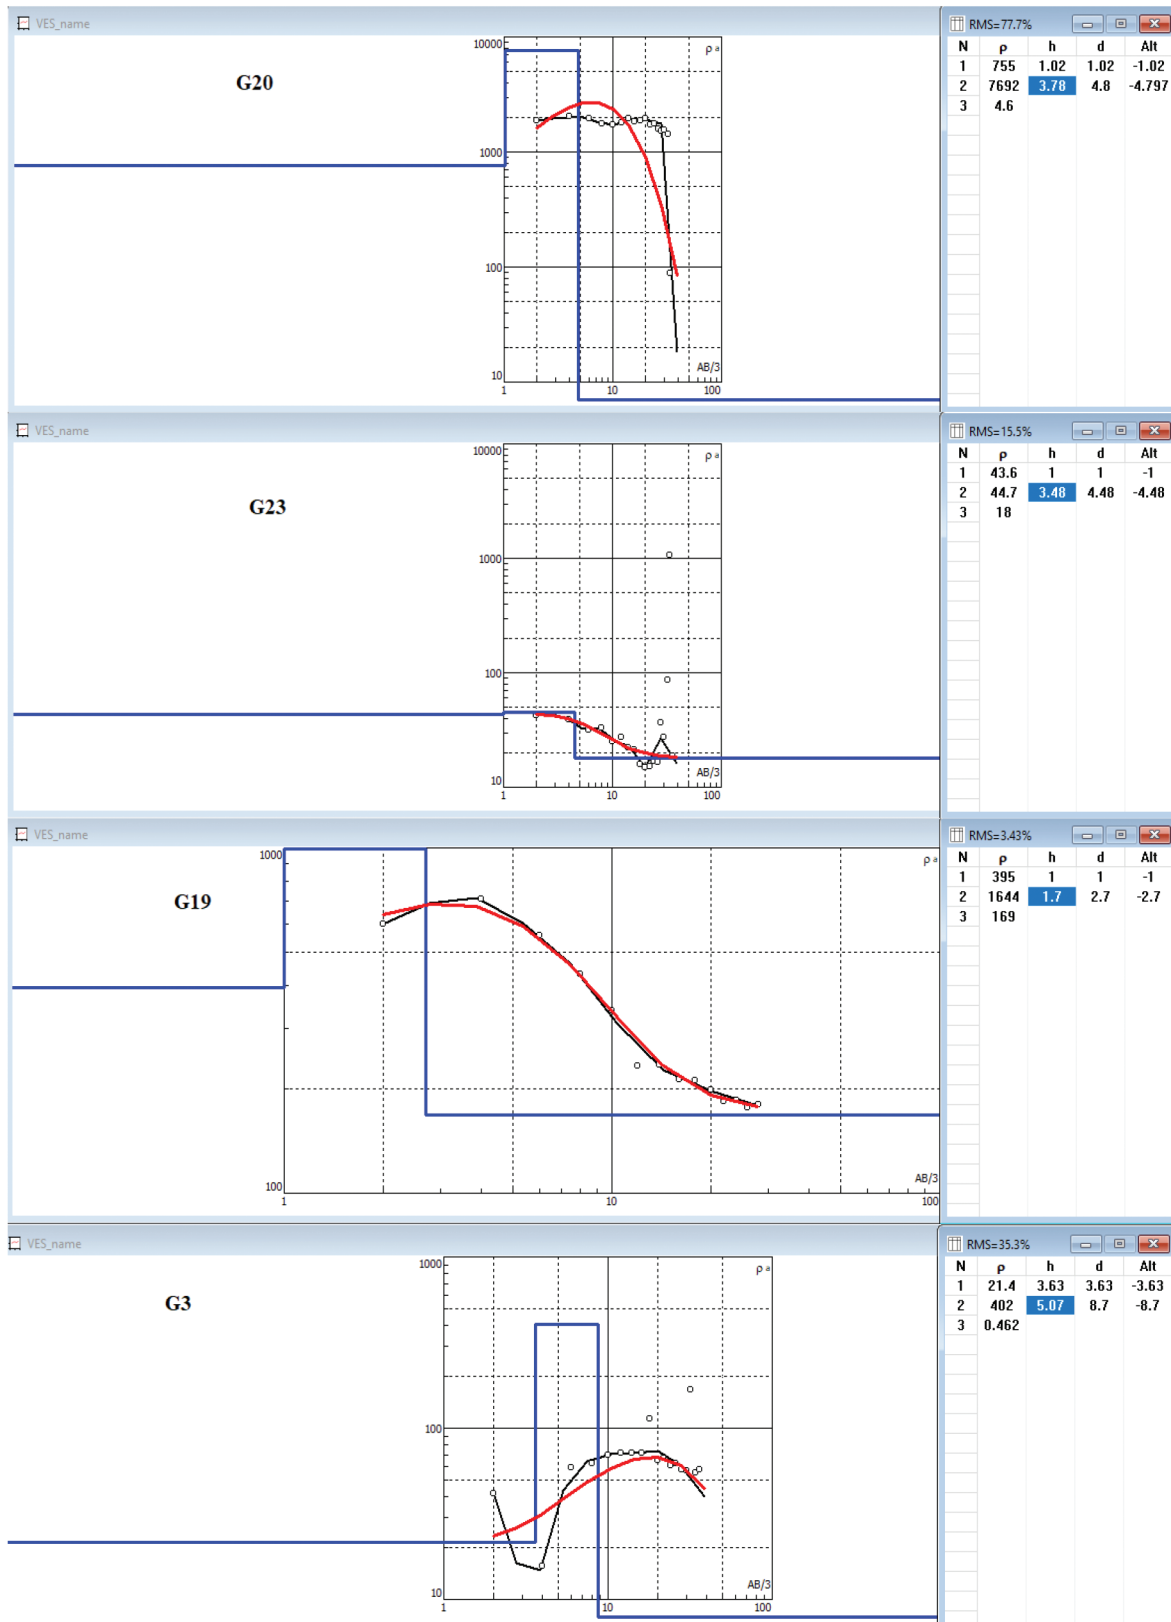 VES_name
RMS=77.7%
G20
10000
1000
100
10
ρ a
AB/3
1 10 100
N ρ h d Alt
1 755 1.02 1.02 -1.02
2 7692 3.78 4.8 -4.797
3 4.6
VES_name
RMS=15.5%
G23
10000
1000
100
10
ρ a
AB/3
1 10 100
N ρ h d Alt
1 43.6 1 1 -1
2 44.7 3.48 4.48 -4.48
3 18
VES_name
RMS=3.43%
G19
1000
100
ρ a
AB/3
1 10 100
N ρ h d Alt
1 395 1 1 -1
2 1644 1.7 2.7 -2.7
3 169
VES_name
RMS=35.3%
G3
1000
100
10
ρ a
AB/3
1 10 100
N ρ h d Alt
1 21.4 3.63 3.63 -3.63
2 402 5.07 8.7 -8.7
3 0.462